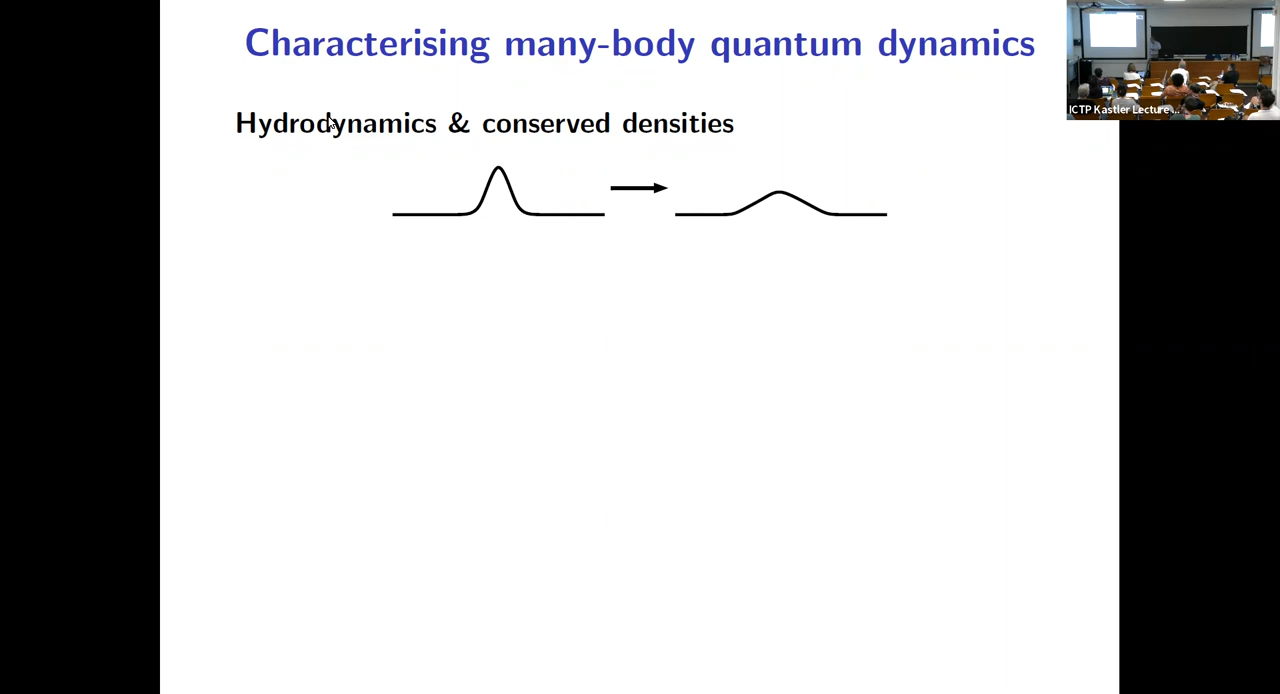 Characterising many-body quantum dynamics
ICTP Kastler Lecture ...
Hydrodynamics & conserved densities